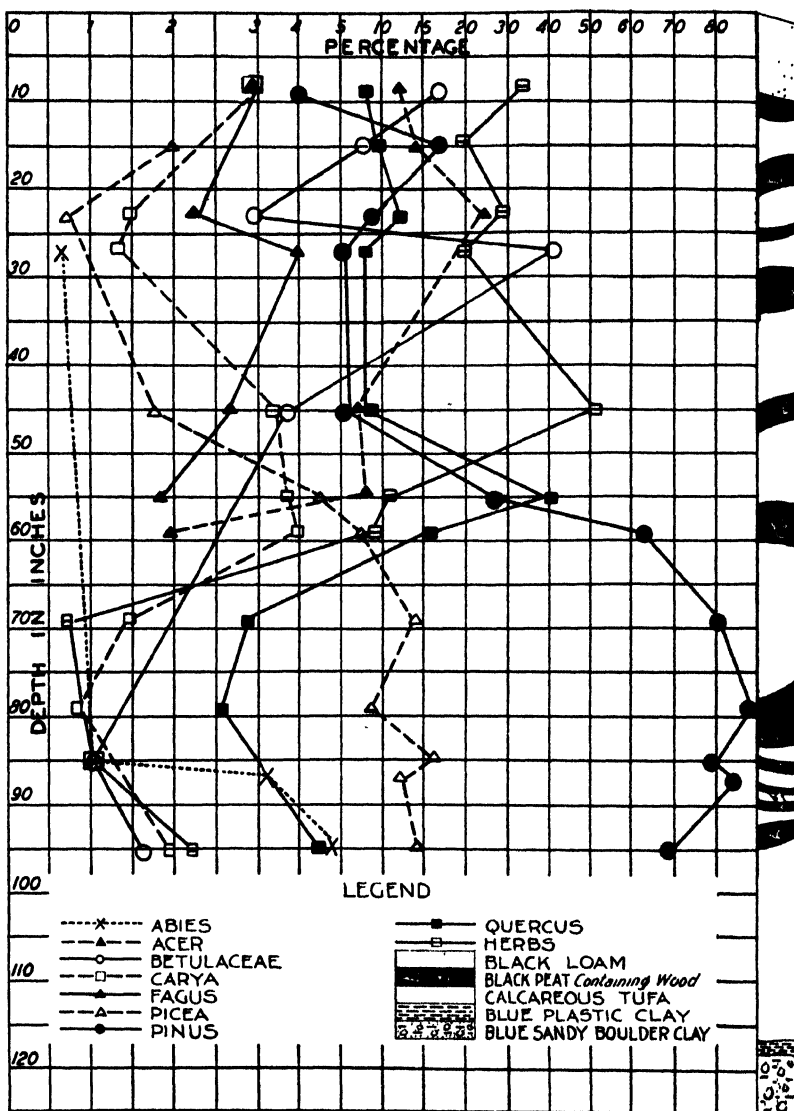 0 1 2 3 4 5 10 15 20 30 40 50 60 70 80
PERCENTAGE
10
20
30
40
50
60
70
80
90
100
110
120
DEPTH IN INCHES
LEGEND
ABIES
ACER
BETULACEAE
CARYA
FAGUS
PICEA
PINUS
QUERCUS
HERBS
BLACK LOAM
BLACK PEAT Containing Wood
CALCAREOUS TUFA
BLUE PLASTIC CLAY
BLUE SANDY BOULDER CLAY